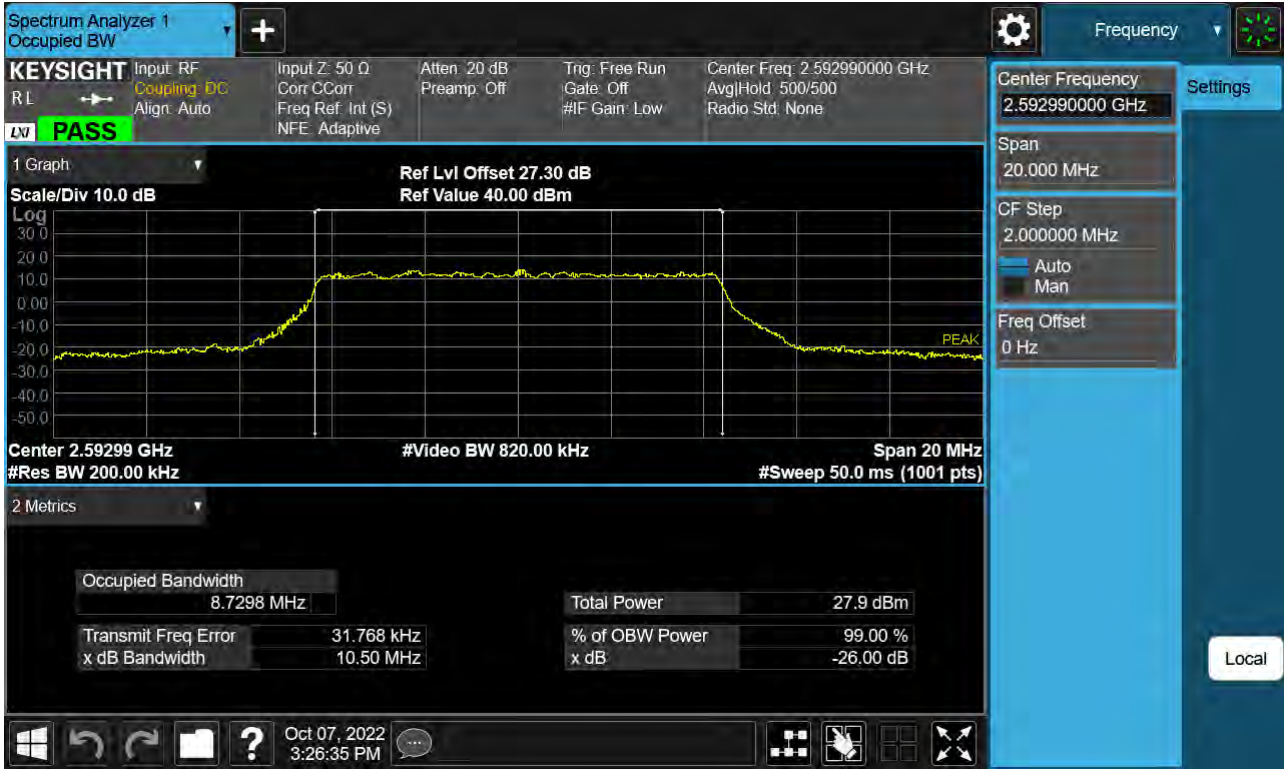 Spectrum Analyzer 1
Occupied BW
+
Frequency
KEYSIGHT
R L
LXI
PASS
Input: RF
Coupling: DC
Align: Auto
Input Z: 50 Ω
Corr CCorr
Freq Ref: Int (S)
NFE: Adaptive
Atten: 20 dB
Preamp: Off
Trig: Free Run
Gate: Off
#IF Gain: Low
Center Freq: 2.592990000 GHz
Avg|Hold: 500/500
Radio Std: None
Center Frequency
2.592990000 GHz
Settings
Span
20.000 MHz
CF Step
2.000000 MHz
Auto
Man
Freq Offset
0 Hz
Local
1 Graph
Scale/Div 10.0 dB
Ref Lvl Offset 27.30 dB
Ref Value 40.00 dBm
Log
30.0
20.0
10.0
0.00
-10.0
-20.0
-30.0
-40.0
-50.0
PEAK
Center 2.59299 GHz
#Video BW 820.00 kHz
Span 20 MHz
#Res BW 200.00 kHz
#Sweep 50.0 ms (1001 pts)
2 Metrics
Occupied Bandwidth
8.7298 MHz
Total Power 27.9 dBm
Transmit Freq Error 31.768 kHz
% of OBW Power 99.00 %
x dB Bandwidth 10.50 MHz
x dB -26.00 dB
?
Oct 07, 2022
3:26:35 PM